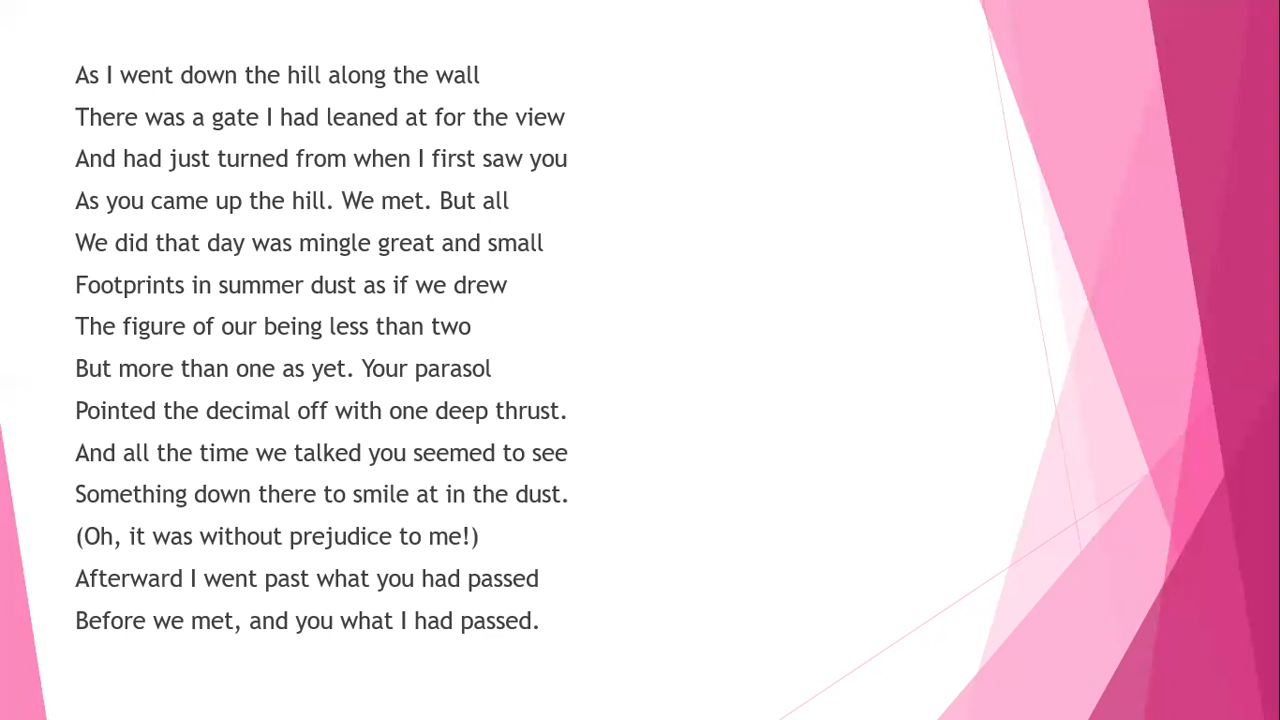 As I went down the hill along the wall
There was a gate I had leaned at for the view
And had just turned from when I first saw you
As you came up the hill. We met. But all
We did that day was mingle great and small
Footprints in summer dust as if we drew
The figure of our being less than two
But more than one as yet. Your parasol
Pointed the decimal off with one deep thrust.
And all the time we talked you seemed to see
Something down there to smile at in the dust.
(Oh, it was without prejudice to me!)
Afterward I went past what you had passed
Before we met, and you what I had passed.